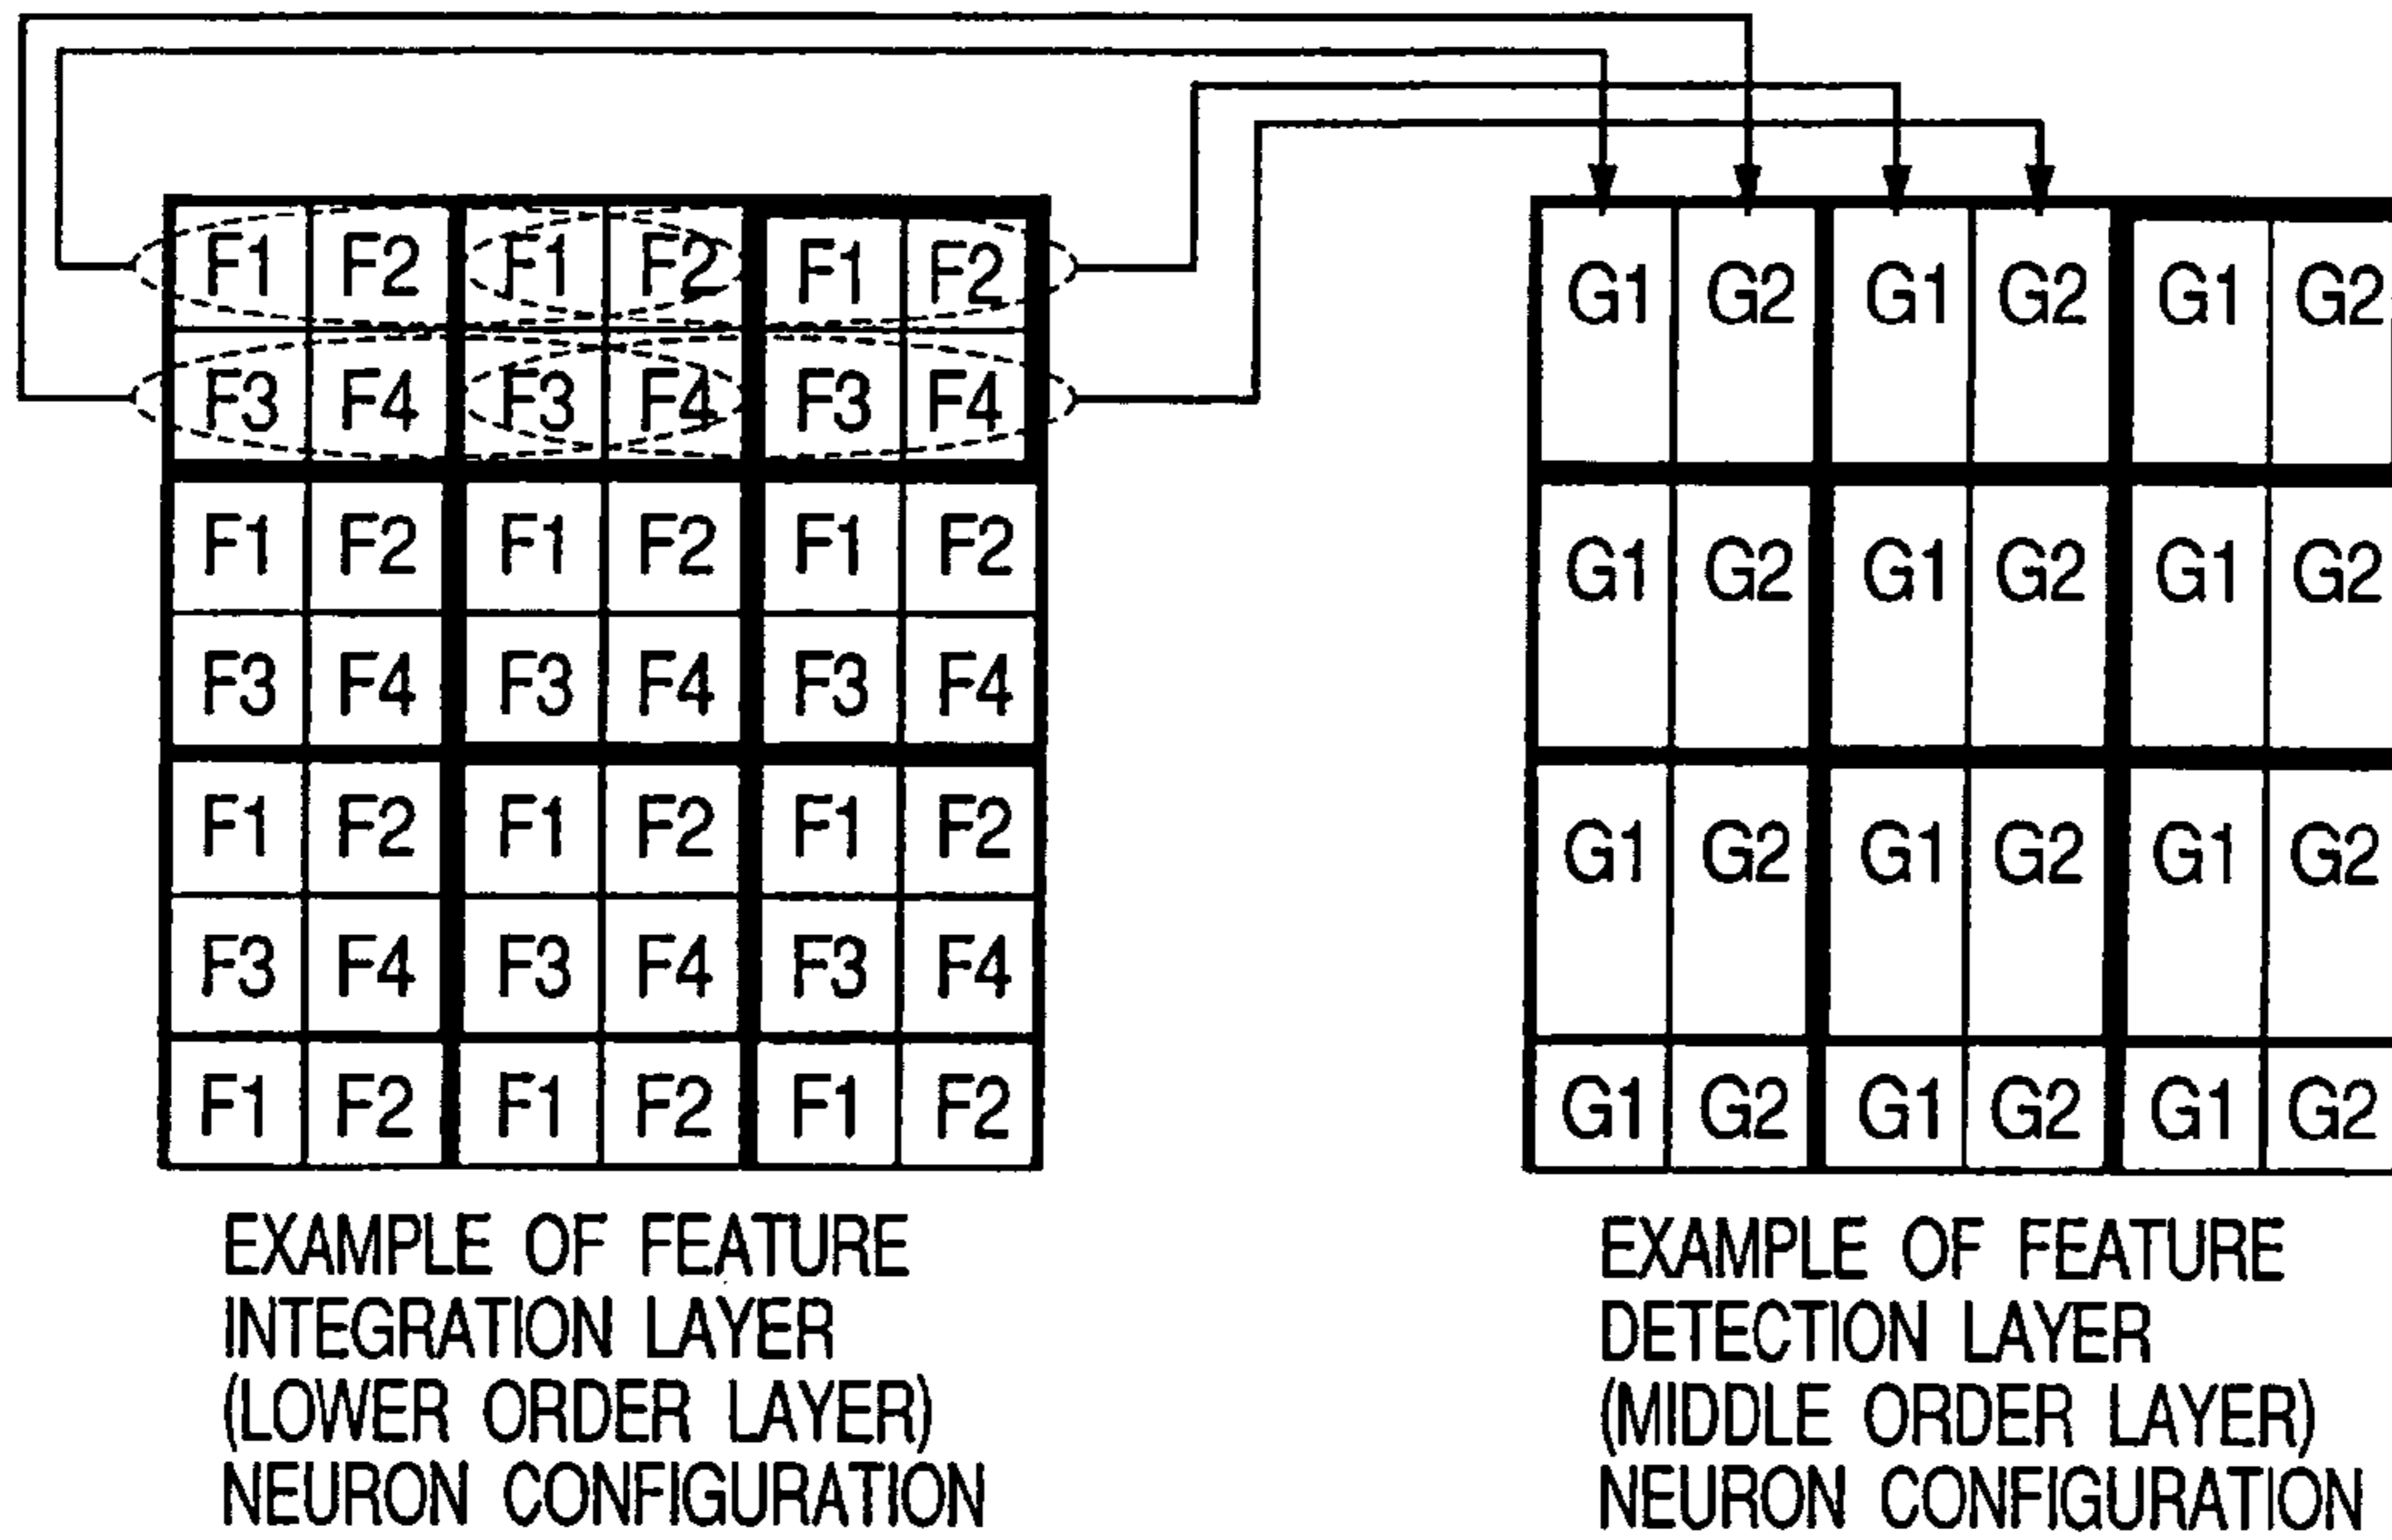 F1 F2 F1 F2 F1 F2
F3 F4 F3 F4 F3 F4
F1 F2 F1 F2 F1 F2
F3 F4 F3 F4 F3 F4
F1 F2 F1 F2 F1 F2
F3 F4 F3 F4 F3 F4
F1 F2 F1 F2 F1 F2
EXAMPLE OF FEATURE
INTEGRATION LAYER
(LOWER ORDER LAYER)
NEURON CONFIGURATION
G1 G2 G1 G2 G1 G2
G1 G2 G1 G2 G1 G2
G1 G2 G1 G2 G1 G2
G1 G2 G1 G2 G1 G2
EXAMPLE OF FEATURE
DETECTION LAYER
(MIDDLE ORDER LAYER)
NEURON CONFIGURATION